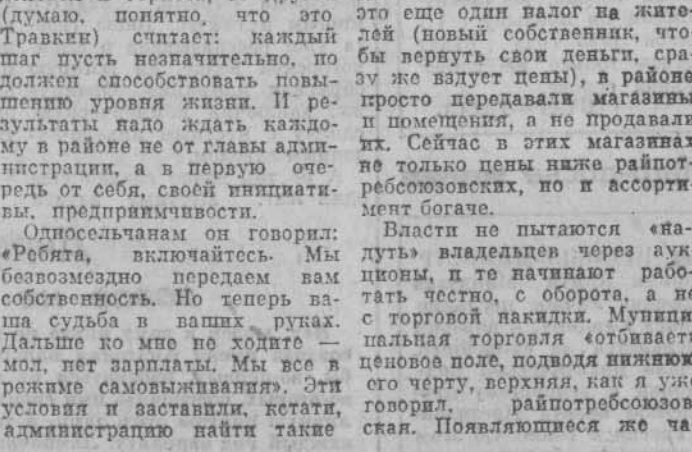 (думаю, понятно, что это
Травкин) считает: каждый
шаг пусть незначительно, но
должен способствовать повы-
шению уровня жизни. И ре-
зультаты надо ждать каждо-
му в районе не от главы адми-
нистрации, а в первую оче-
редь от себя, своей инициати-
вы, предприимчивости.
Односельчанам он говорил:
«Ребята, включайтесь. Мы
безвозмездно передаем вам
собственность. Но теперь ва-
ша судьба в ваших руках.
Дальше ко мне не ходите —
мол, нет зарплаты. Мы все в
режиме самовыживания». Эти
условия и заставили, кстати,
администрацию найти такие
это еще один налог на жите-
лей (новый собственник, что-
бы вернуть свои деньги, сра-
зу же вздует цены), в районе
просто передавали магазины
и помещения, а не продавали
их. Сейчас в этих магазинах
не только цены ниже райпот-
ребсоюзовских, но и ассорти-
мент богаче.
Власти не пытаются «на-
дуть» владельцев через аук-
ционы, и те начинают рабо-
тать честно, с оборота, а не
с торговой накидки. Муници-
пальная торговля «отбивает»
ценовое поле, подводя нижнюю
его черту, верхняя, как я уже
говорил, райпотребсоюзов-
ская. Появляющиеся же ча-